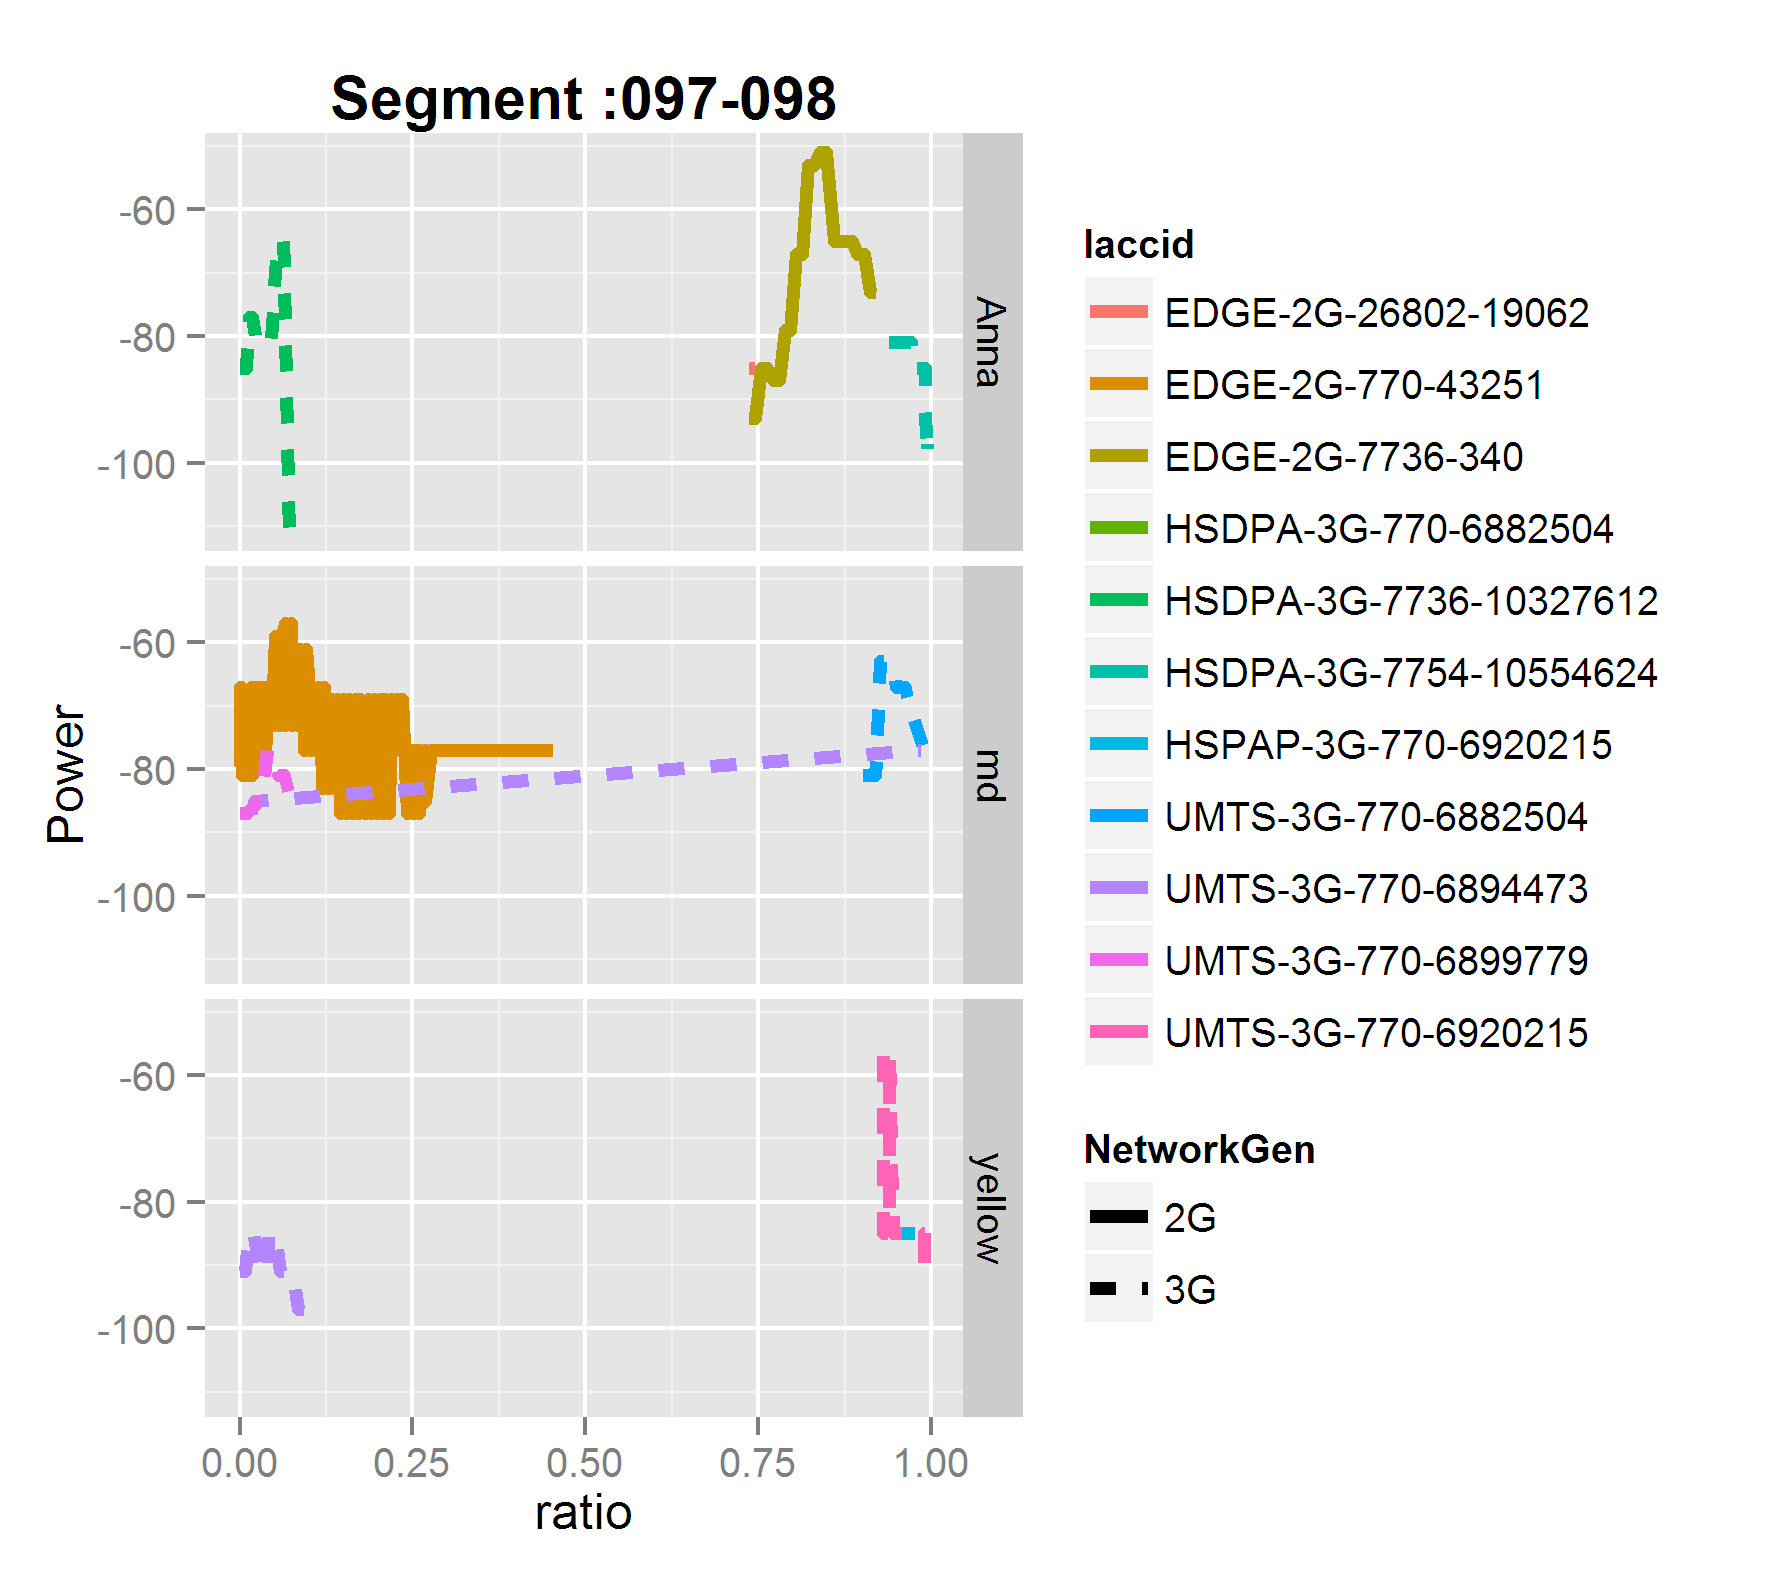 Segment :097-098
Power
-60
-80
-100
Anna
-60
-80
-100
md
-60
-80
-100
yellow
0.00 0.25 0.50 0.75 1.00
ratio
laccid
EDGE-2G-26802-19062
EDGE-2G-770-43251
EDGE-2G-7736-340
HSDPA-3G-770-6882504
HSDPA-3G-7736-10327612
HSDPA-3G-7754-10554624
HSPAP-3G-770-6920215
UMTS-3G-770-6882504
UMTS-3G-770-6894473
UMTS-3G-770-6899779
UMTS-3G-770-6920215
NetworkGen
2G
3G